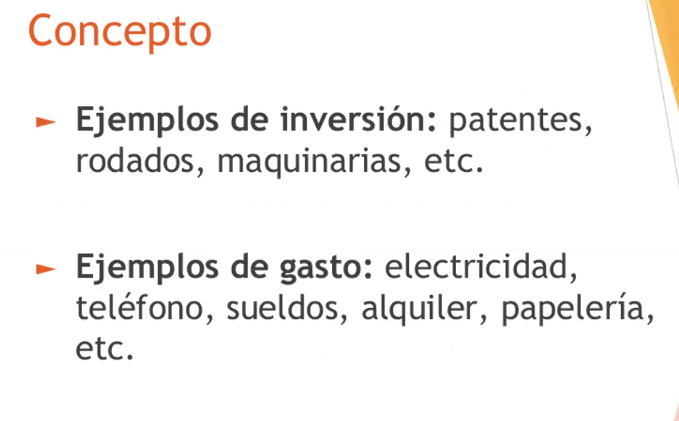 Concepto
► Ejemplos de inversión: patentes,
rodados, maquinarias, etc.
► Ejemplos de gasto: electricidad,
teléfono, sueldos, alquiler, papelería,
etc.